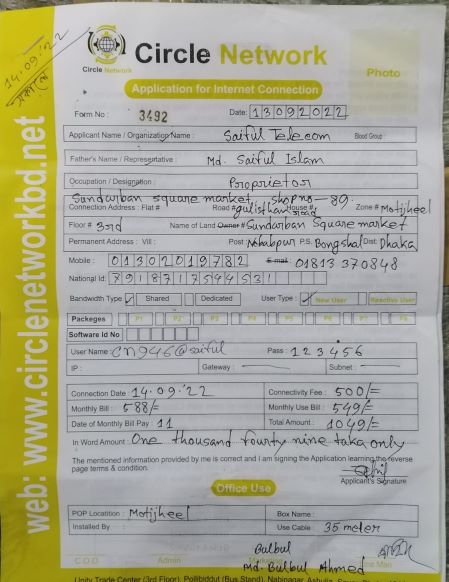 14.09.'22
Circle Network
Circle Network
Application for Internet Connection
Photo
Form No : 3492 Date: 13092022
Applicant Name / Organization Name : Saiful Telecom Blood Group :
Father's Name / Representative : Md. Saiful Islam
Occupation / Designation : Proprietor
Sundarban square market, shop no - 89.
Connection Address : Flat # Road # gulisthan House # Zone # Motijheel
Floor # 3rd Name of Land Owner # Sundarban Square market
Permanent Address : Vill : Post : Nababpur P.S. Bongshal Dist: Dhaka
Mobile : 01302019782 E-mail : 01813 370848
National Id: 7918717544531
Bandwidth Type ✓ Shared Dedicated User Type : ✓ New User Reactive User
Packeges P1 P2 P3 P4 P5 P6 P7 P8
Software Id No
User Name : CN946@saiful Pass : 123456
IP : Gateway : Subnet :
Connection Date : 14.09.'22 Connectivity Fee : 500/=
Monthly Bill : 588/= Monthly Use Bill : 549/=
Date of Monthly Bill Pay : 11 Total Amount : 1049/=
In Word Amount One thousand fourty nine taka only
The mentioned information provided by me is correct and I am signing the Application learning the reverse
page terms & condition.
Applicant's Signature
Office Use
POP Locatition : Motijheel Box Name :
Installed By : Use Cable : 35 meter
Bulbul
Md. Bulbul Ahmed
C.O.D. Admin Line Man
Unity Trade Center (3rd Floor), Pollibiddut (Bus Stand), Nabinagar, Ashulia
web: www.circlenetworkbd.net